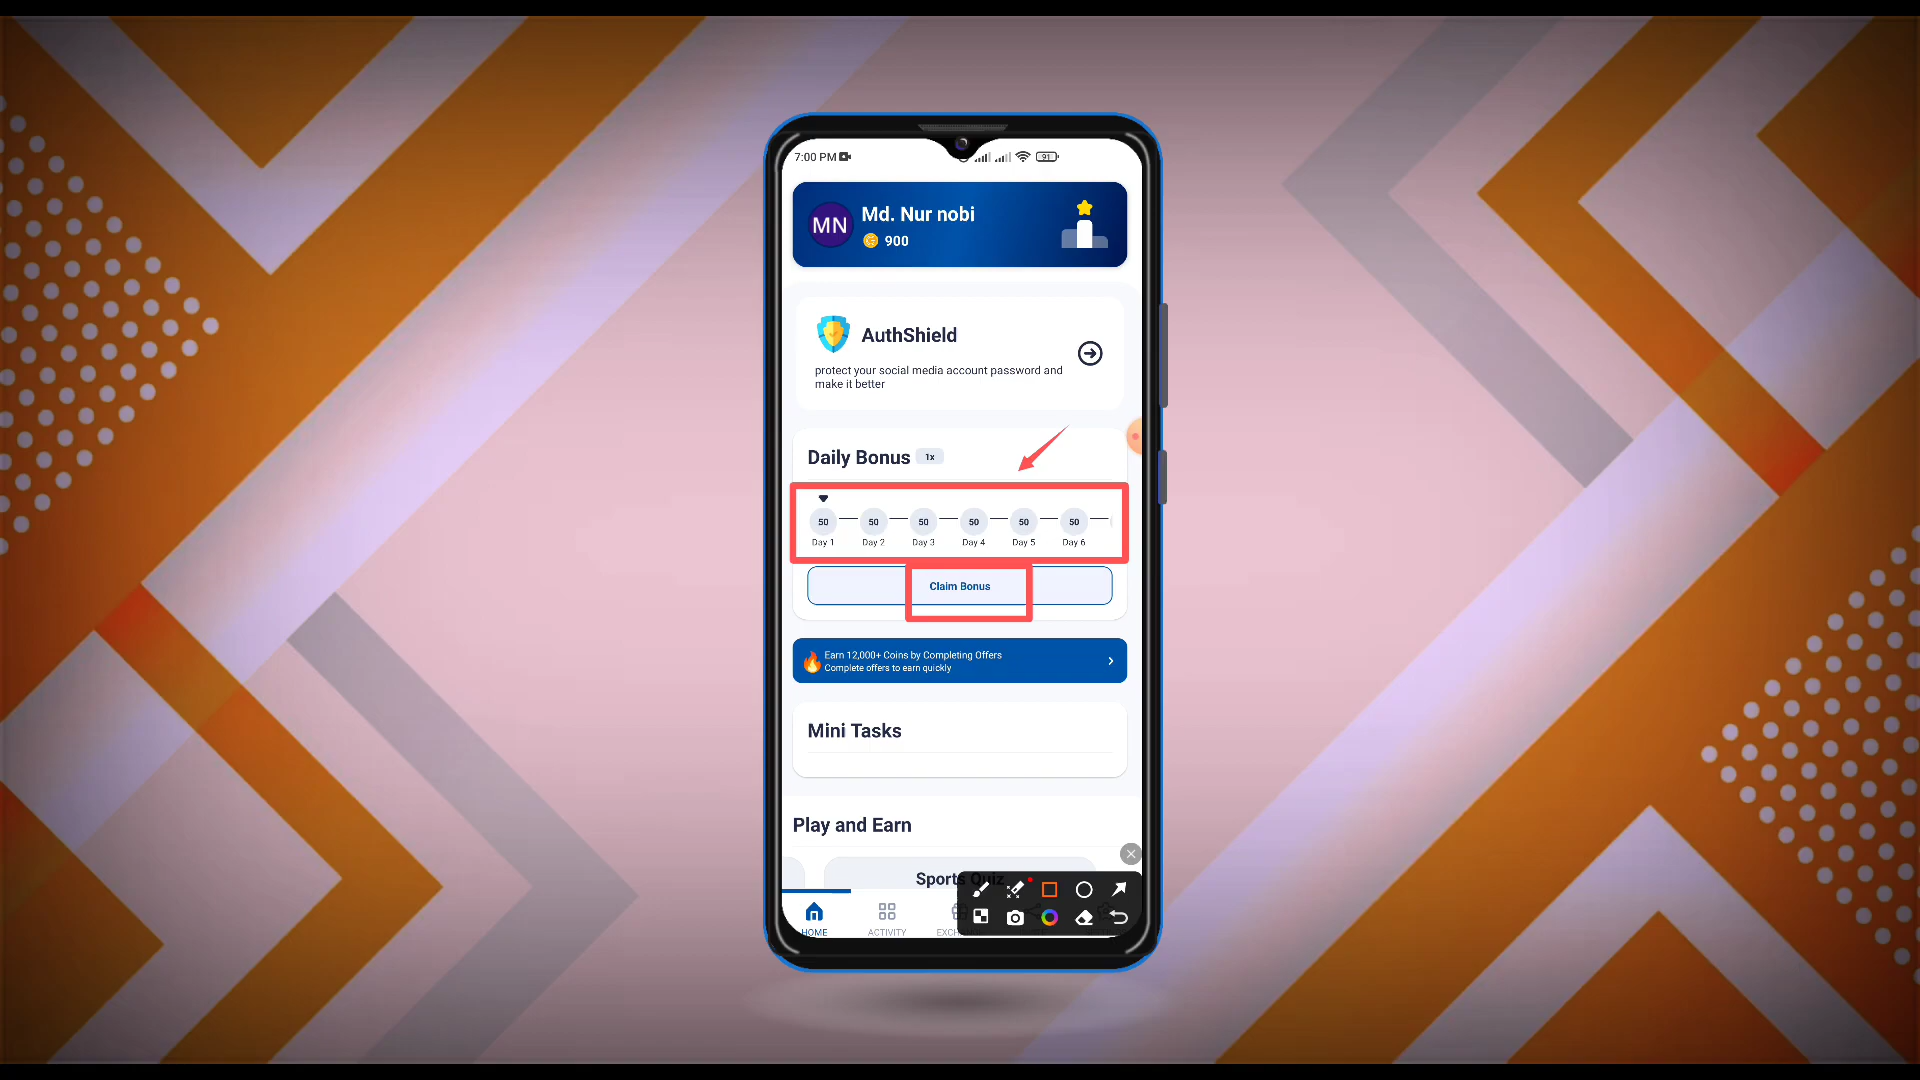 7:00 PM
91
MN
Md. Nur nobi
900
AuthShield
protect your social media account password and
make it better
Daily Bonus 1x
50 50 50 50 50 50
Day 1 Day 2 Day 3 Day 4 Day 5 Day 6
Claim Bonus
Earn 12,000+ Coins by Completing Offers
Complete offers to earn quickly
Mini Tasks
Play and Earn
Sports Quiz
HOME
ACTIVITY